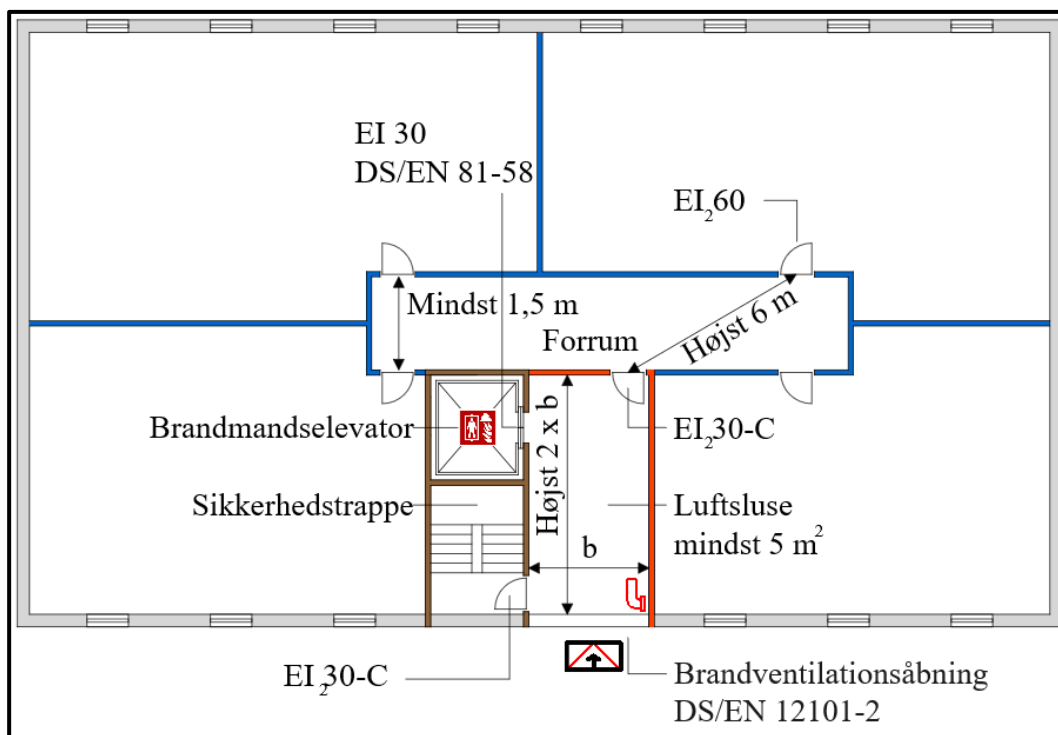 EI 30
DS/EN 81-58
EI₂60
Mindst 1,5 m
Højst 6 m
Forrum
Brandmandselevator
Højst 2 x b
EI₂30-C
Sikkerhedstrappe
Luftsluse
mindst 5 m²
b
EI₂30-C
Brandventilationsåbning
DS/EN 12101-2